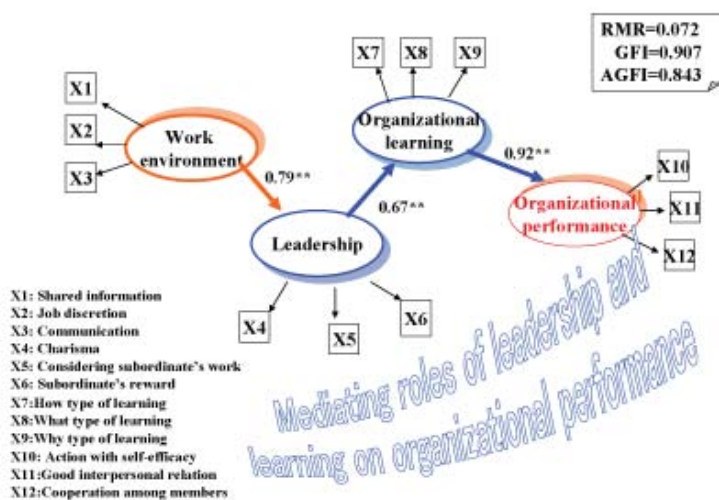 RMR=0.072
GFI=0.907
AGFI=0.843
X7
X8
X9
X1
X2
X3
Work
environment
Organizational
learning
0.79**
0.67**
0.92**
Leadership
Organizational
performance
X10
X11
X12
X4
X5
X6
X1: Shared information
X2: Job discretion
X3: Communication
X4: Charisma
X5: Considering subordinate's work
X6: Subordinate's reward
X7:How type of learning
X8:What type of learning
X9:Why type of learning
X10: Action with self-efficacy
X11:Good interpersonal relation
X12:Cooperation among members
Mediating roles of leadership and
learning on organizational performance